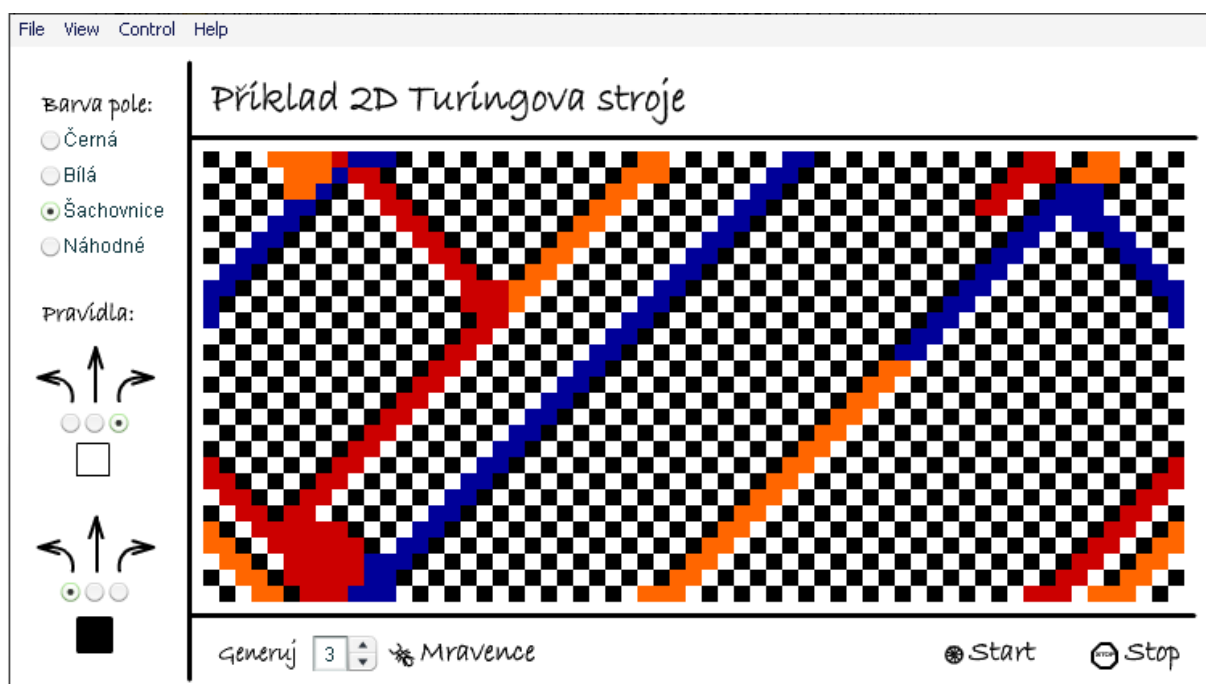 File View Control Help
Příklad 2D Turingova stroje
Barva pole:
Černá
Bílá
Šachovnice
Náhodné
Pravidla:
Generuj 3 Mravence
Start
STOP Stop